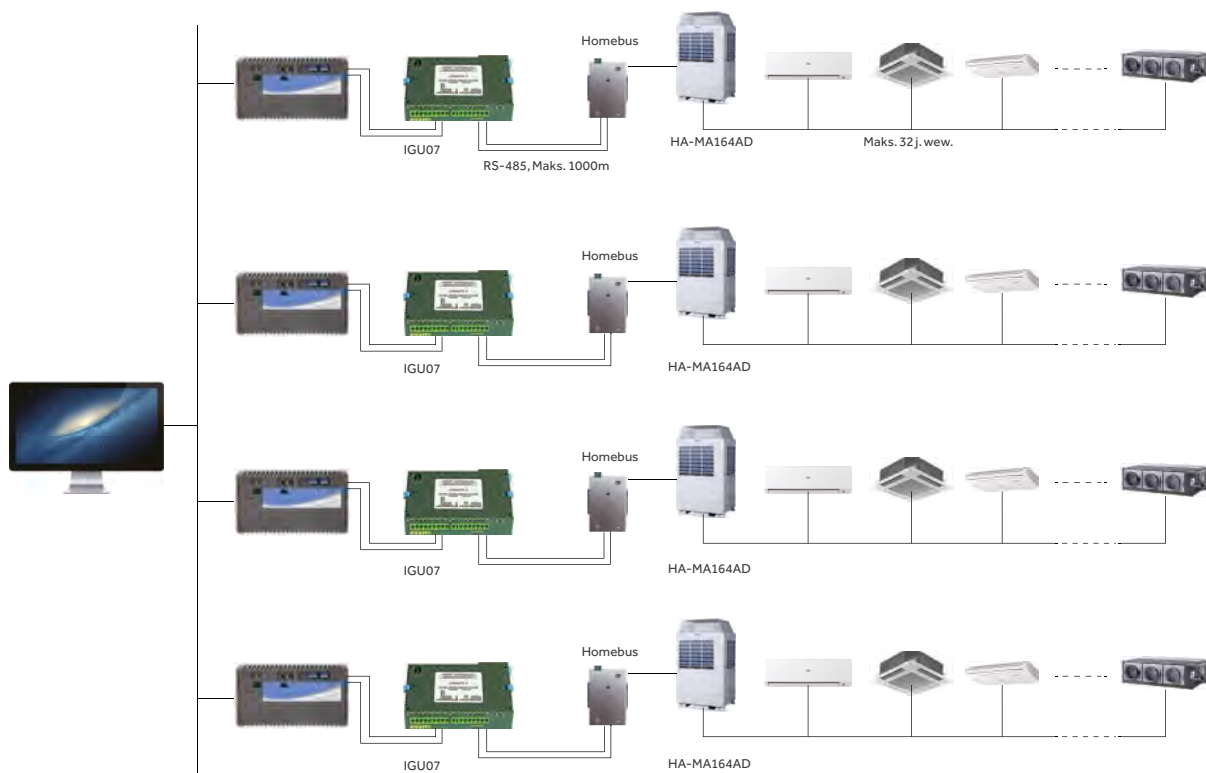 Homebus
IGU07
RS-485, Maks. 1000m
HA-MA164AD
Maks. 32 j. wew.
Homebus
IGU07
HA-MA164AD
Homebus
IGU07
HA-MA164AD
Homebus
IGU07
HA-MA164AD